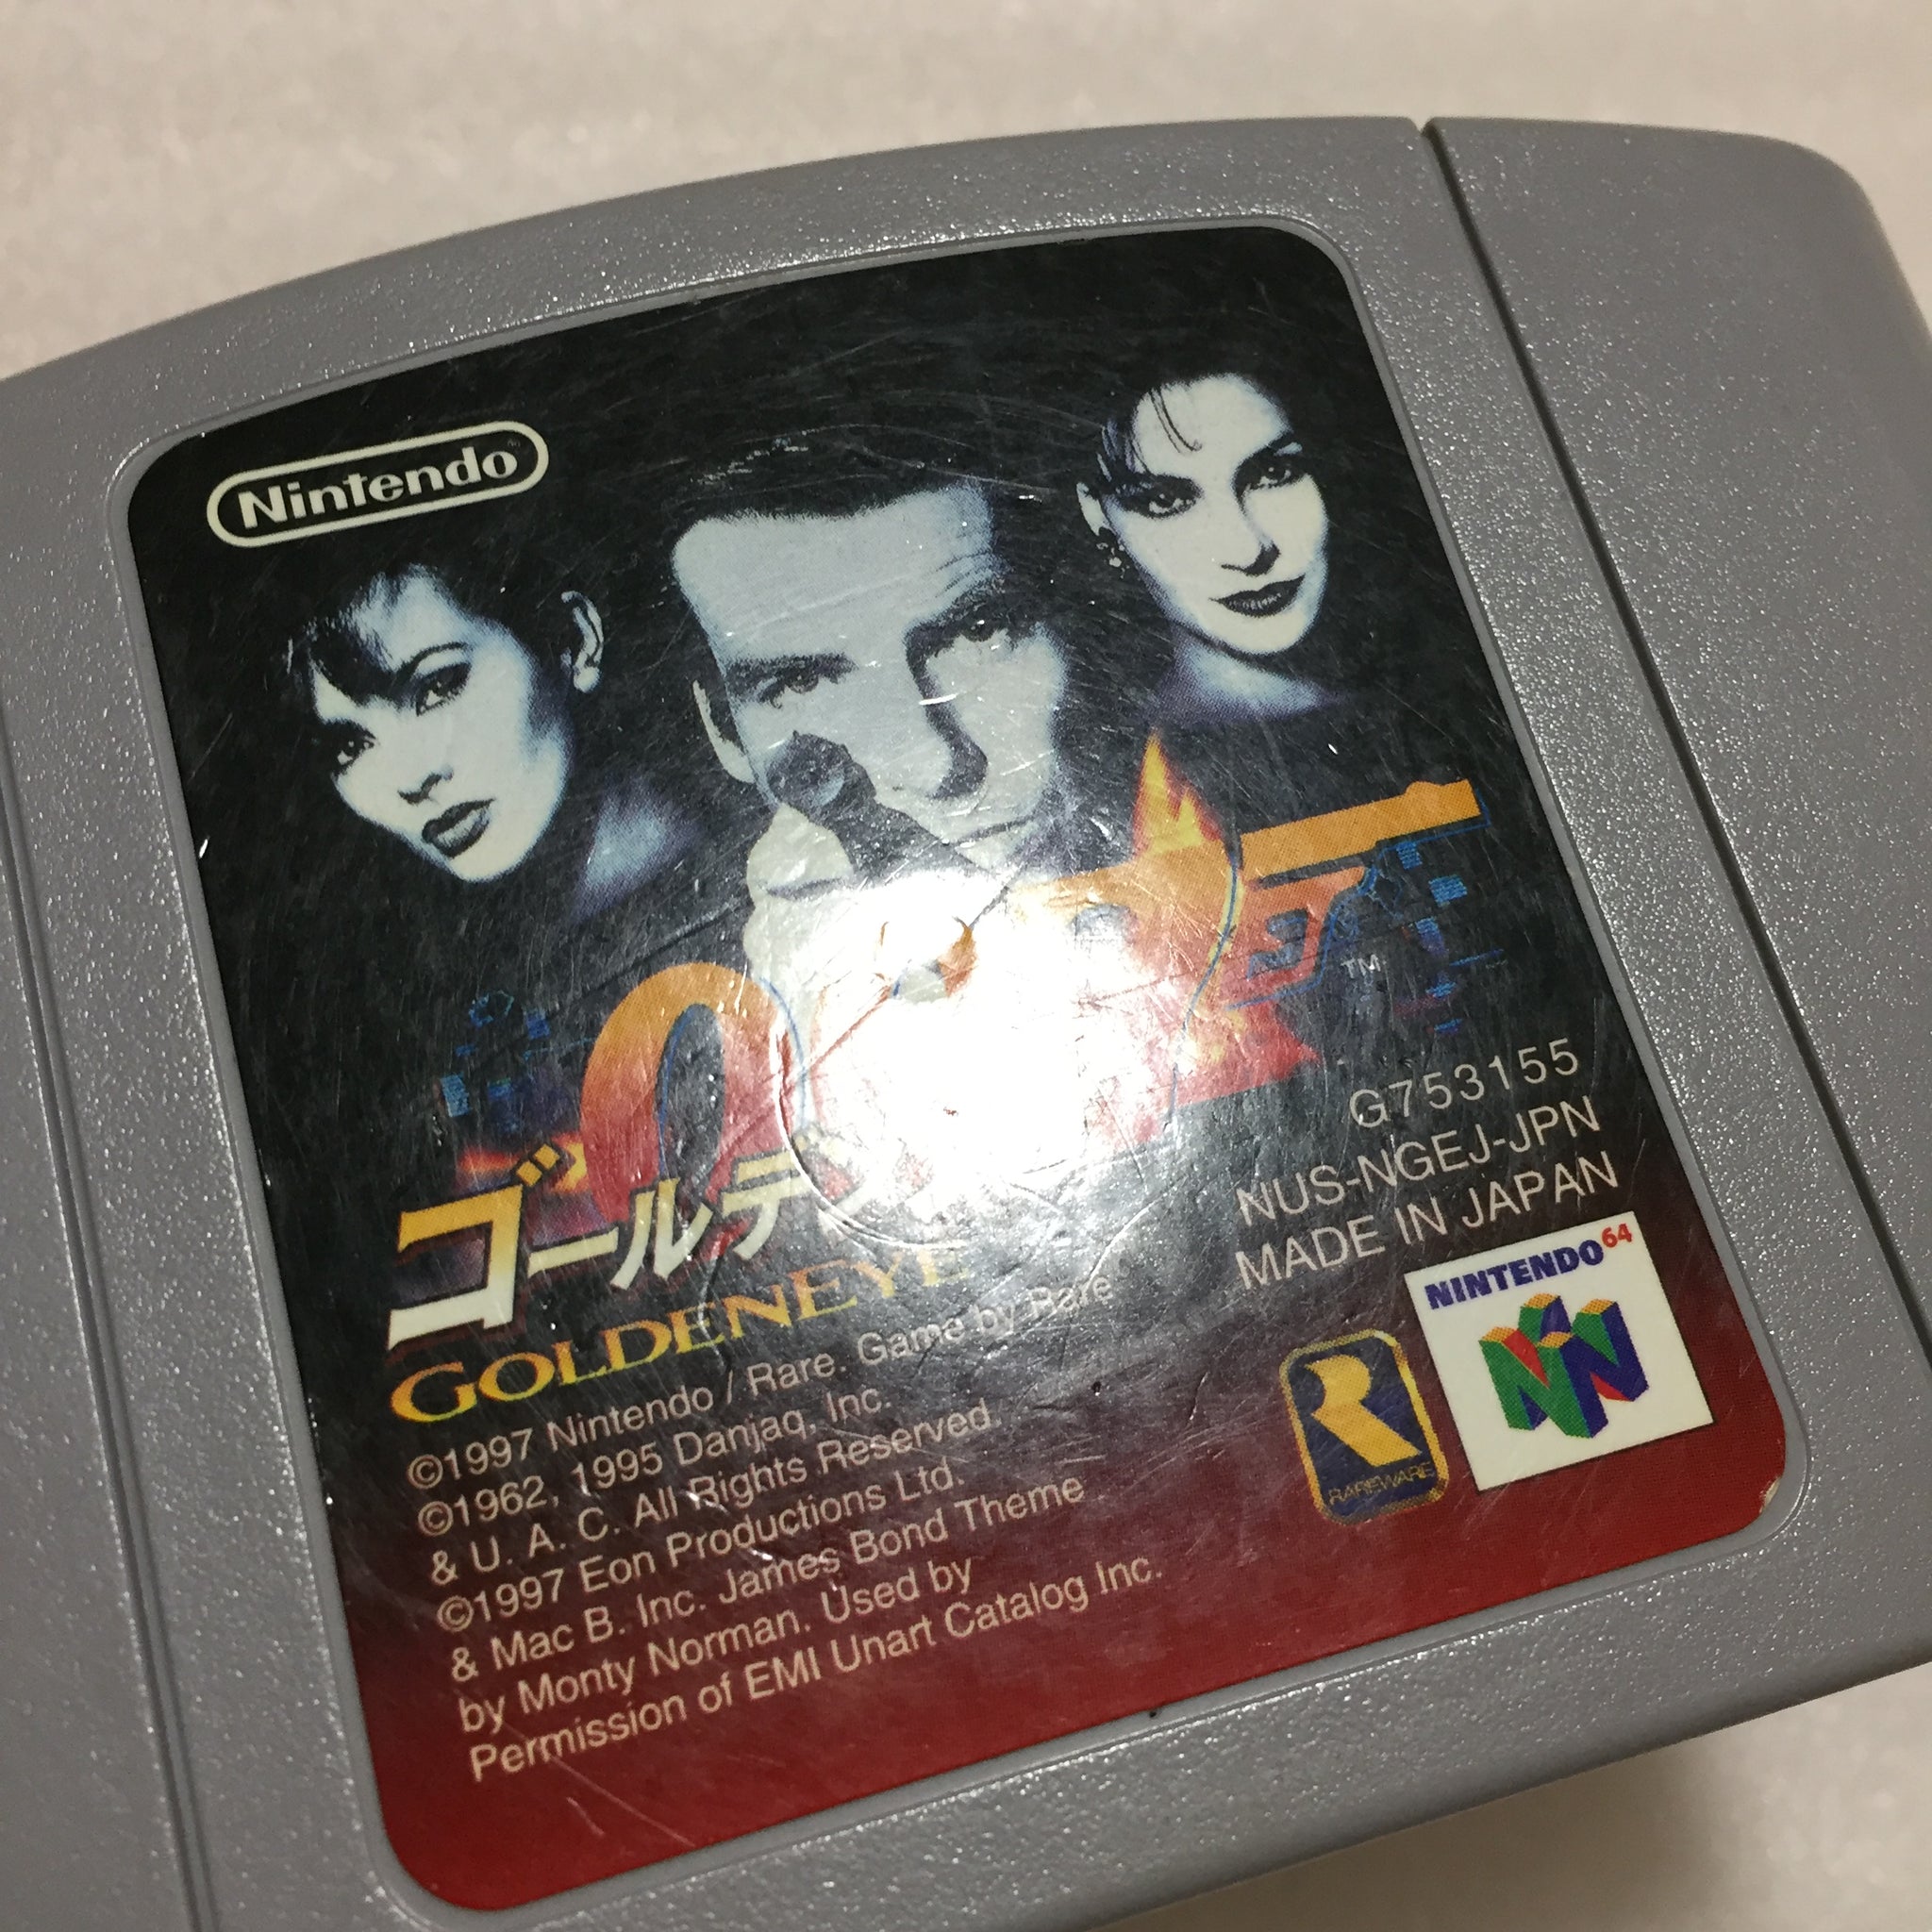 Nintendo
TM
G753155
NUS-NGEJ-JPN
MADE IN JAPAN
ゴールデン
GOLDENEYE
NINTENDO64
RAREWARE
©1997 Nintendo / Rare. Game by Rare
©1962, 1995 Danjaq, Inc.
& U. A. C. All Rights Reserved.
©1997 Eon Productions Ltd.
& Mac B. Inc. James Bond Theme
by Monty Norman. Used by
Permission of EMI Unart Catalog Inc.